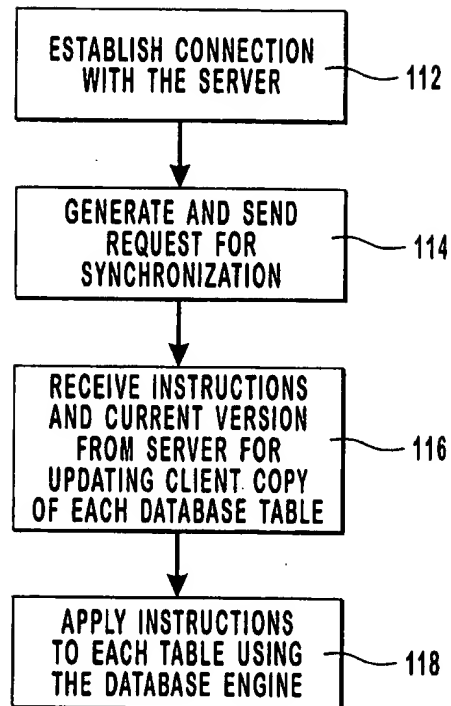 ESTABLISH CONNECTION
WITH THE SERVER
112
GENERATE AND SEND
REQUEST FOR
SYNCHRONIZATION
114
RECEIVE INSTRUCTIONS
AND CURRENT VERSION
FROM SERVER FOR
UPDATING CLIENT COPY
OF EACH DATABASE TABLE
116
APPLY INSTRUCTIONS
TO EACH TABLE USING
THE DATABASE ENGINE
118